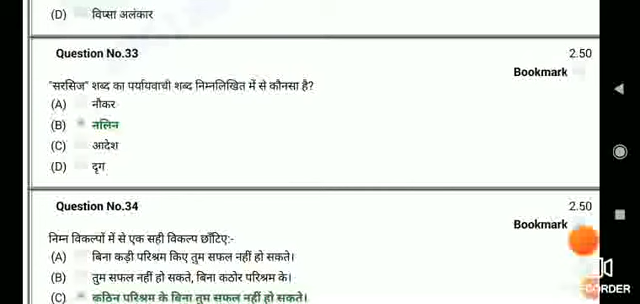 (D) विप्सा अलंकार
Question No.33 2.50
Bookmark
"सरसिज" शब्द का पर्यायवाची शब्द निम्नलिखित में से कौनसा है?
(A) नौकर
(B) नलिन
(C) आदेश
(D) दृग
Question No.34 2.50
Bookmark
निम्न विकल्पों में से एक सही विकल्प छाँटिए:-
(A) बिना कड़ी परिश्रम किए तुम सफल नहीं हो सकते।
(B) तुम सफल नहीं हो सकते, बिना कठोर परिश्रम के।
(C) कठिन परिश्रम के बिना तुम सफल नहीं हो सकते।